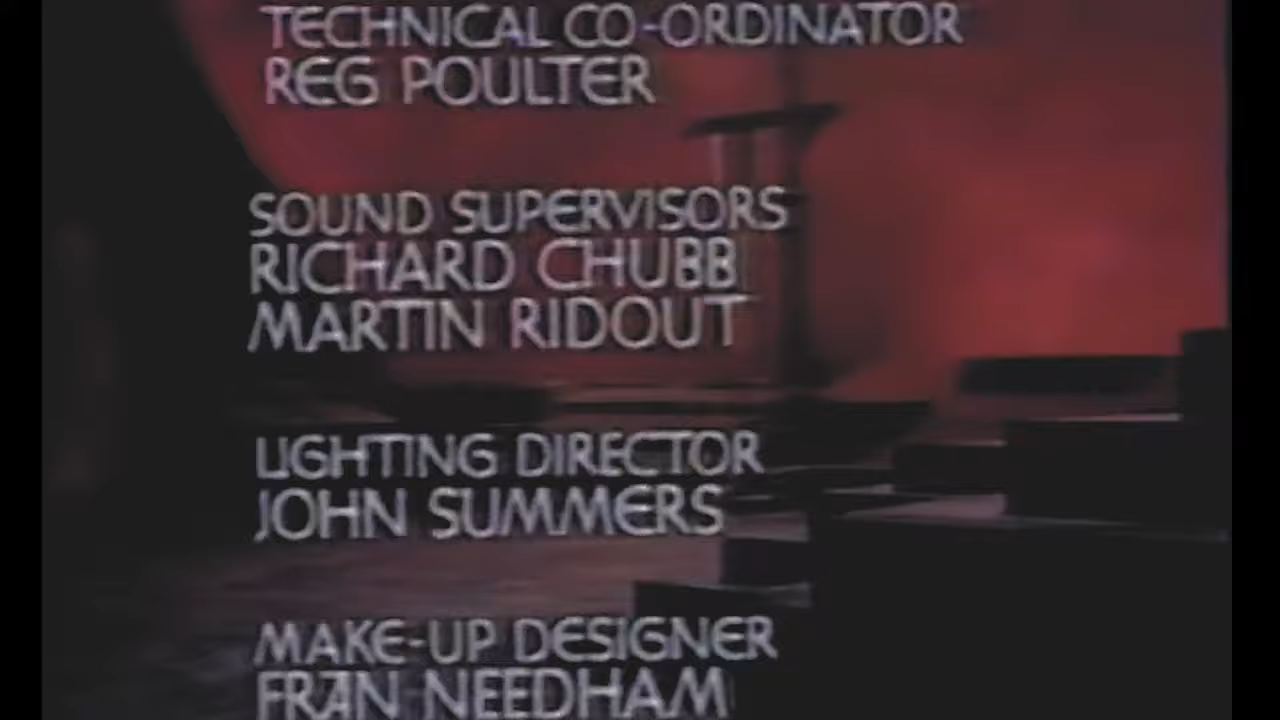 TECHNICAL CO-ORDINATOR
REG POULTER
SOUND SUPERVISORS
RICHARD CHUBB
MARTIN RIDOUT
LIGHTING DIRECTOR
JOHN SUMMERS
MAKE-UP DESIGNER
FRAN NEEDHAM